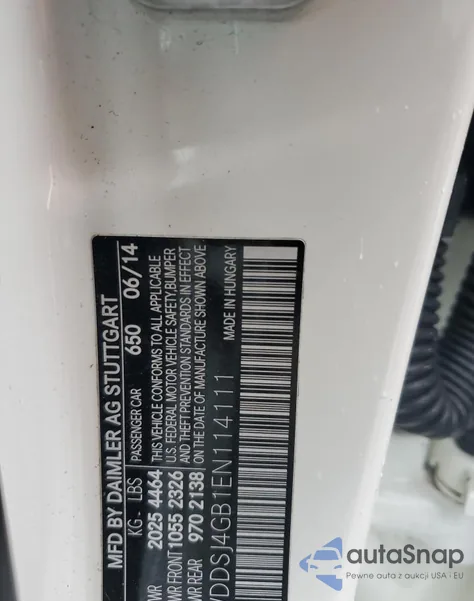 MFD BY DAIMLER AG STUTTGART
KG - LBS PASSENGER CAR 650 06/14
2025 4464 THIS VEHICLE CONFORMS TO ALL APPLICABLE
FRONT 1055 2326 U.S. FEDERAL MOTOR VEHICLE SAFETY, BUMPER
REAR 970 2138 AND THEFT PREVENTION STANDARDS IN EFFECT
ON THE DATE OF MANUFACTURE SHOWN ABOVE
MADE IN HUNGARY
DDSJ4GB1EN114111
autaSnap
Pewne auta z aukcji USA i EU